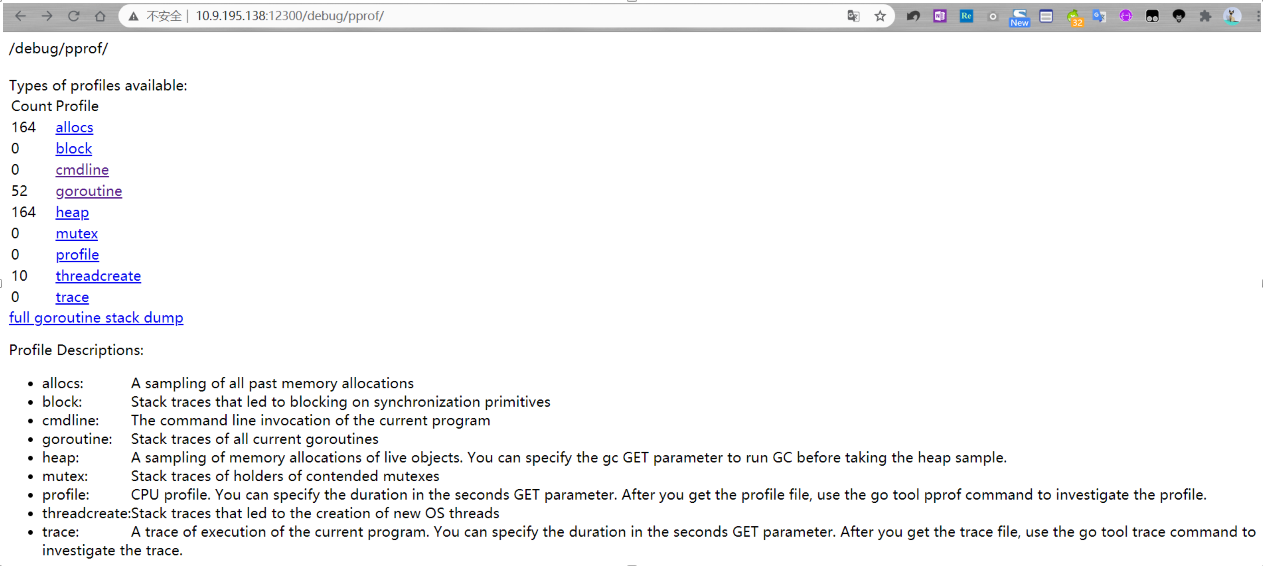 不安全 | 10.9.195.138:12300/debug/pprof/
Re
New
32
/debug/pprof/
Types of profiles available:
Count Profile
164 allocs
0 block
0 cmdline
52 goroutine
164 heap
0 mutex
0 profile
10 threadcreate
0 trace
full goroutine stack dump
Profile Descriptions:
• allocs: A sampling of all past memory allocations
• block: Stack traces that led to blocking on synchronization primitives
• cmdline: The command line invocation of the current program
• goroutine: Stack traces of all current goroutines
• heap: A sampling of memory allocations of live objects. You can specify the gc GET parameter to run GC before taking the heap sample.
• mutex: Stack traces of holders of contended mutexes
• profile: CPU profile. You can specify the duration in the seconds GET parameter. After you get the profile file, use the go tool pprof command to investigate the profile.
• threadcreate:Stack traces that led to the creation of new OS threads
• trace: A trace of execution of the current program. You can specify the duration in the seconds GET parameter. After you get the trace file, use the go tool trace command to
investigate the trace.